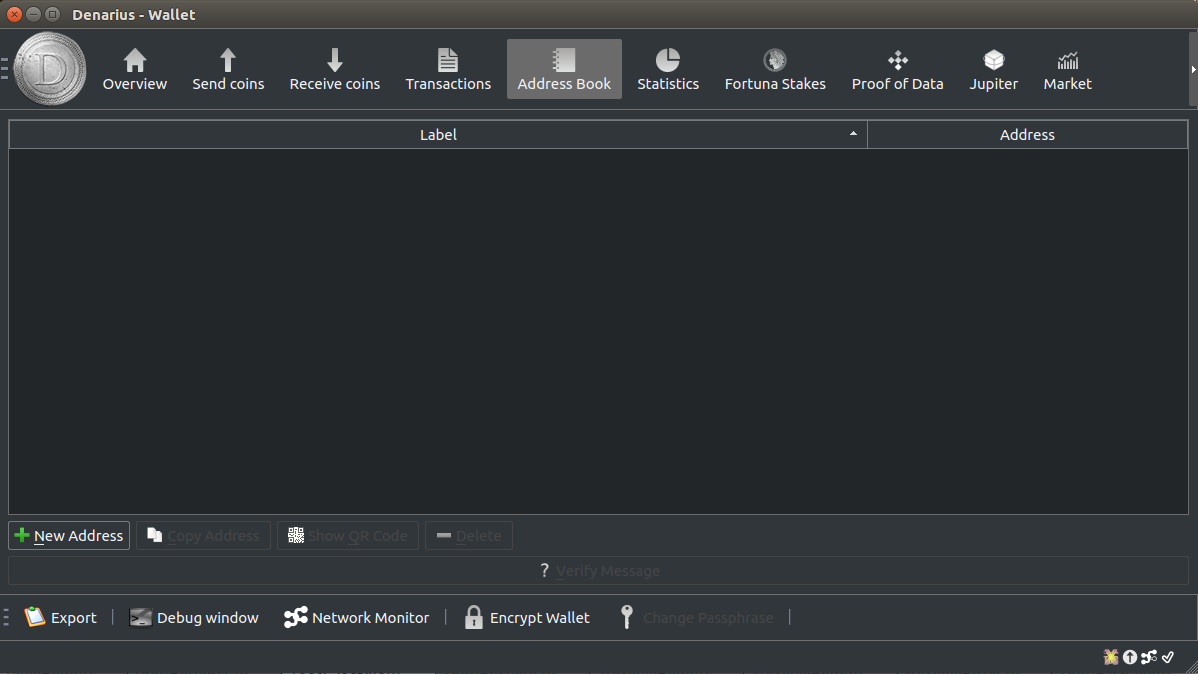 Denarius - Wallet
Overview Send coins Receive coins Transactions Address Book Statistics Fortuna Stakes Proof of Data Jupiter Market
Label Address
New Address Copy Address Show QR Code Delete
? Verify Message
Export Debug window Network Monitor Encrypt Wallet Change Passphrase